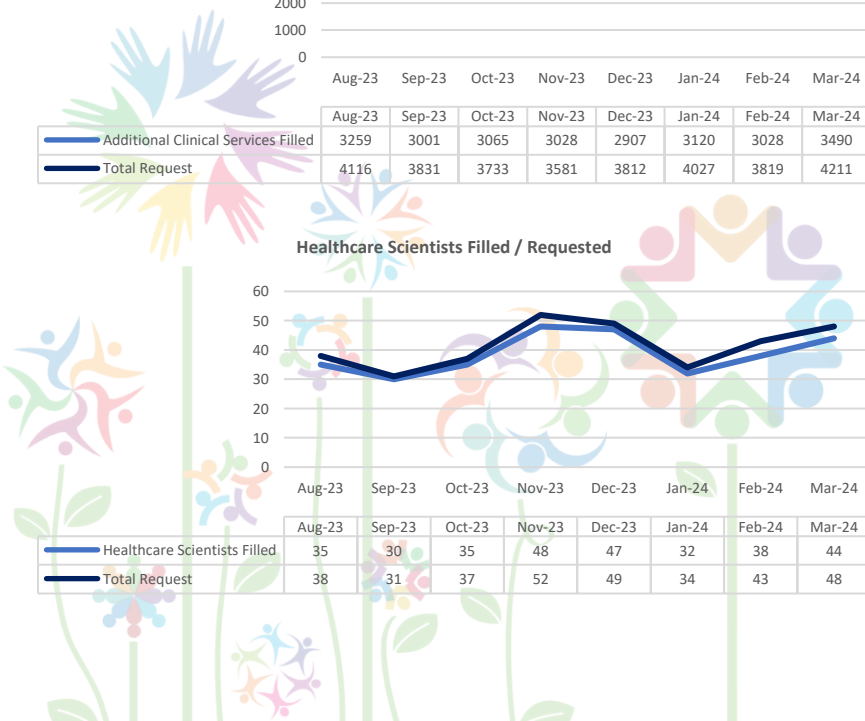 2000
1000
0
Aug-23 Sep-23 Oct-23 Nov-23 Dec-23 Jan-24 Feb-24 Mar-24
Aug-23 Sep-23 Oct-23 Nov-23 Dec-23 Jan-24 Feb-24 Mar-24
Additional Clinical Services Filled 3259 3001 3065 3028 2907 3120 3028 3490
Total Request 4116 3831 3733 3581 3812 4027 3819 4211
Healthcare Scientists Filled / Requested
60
50
40
30
20
10
0
Aug-23 Sep-23 Oct-23 Nov-23 Dec-23 Jan-24 Feb-24 Mar-24
Aug-23 Sep-23 Oct-23 Nov-23 Dec-23 Jan-24 Feb-24 Mar-24
Healthcare Scientists Filled 35 30 35 48 47 32 38 44
Total Request 38 31 37 52 49 34 43 48